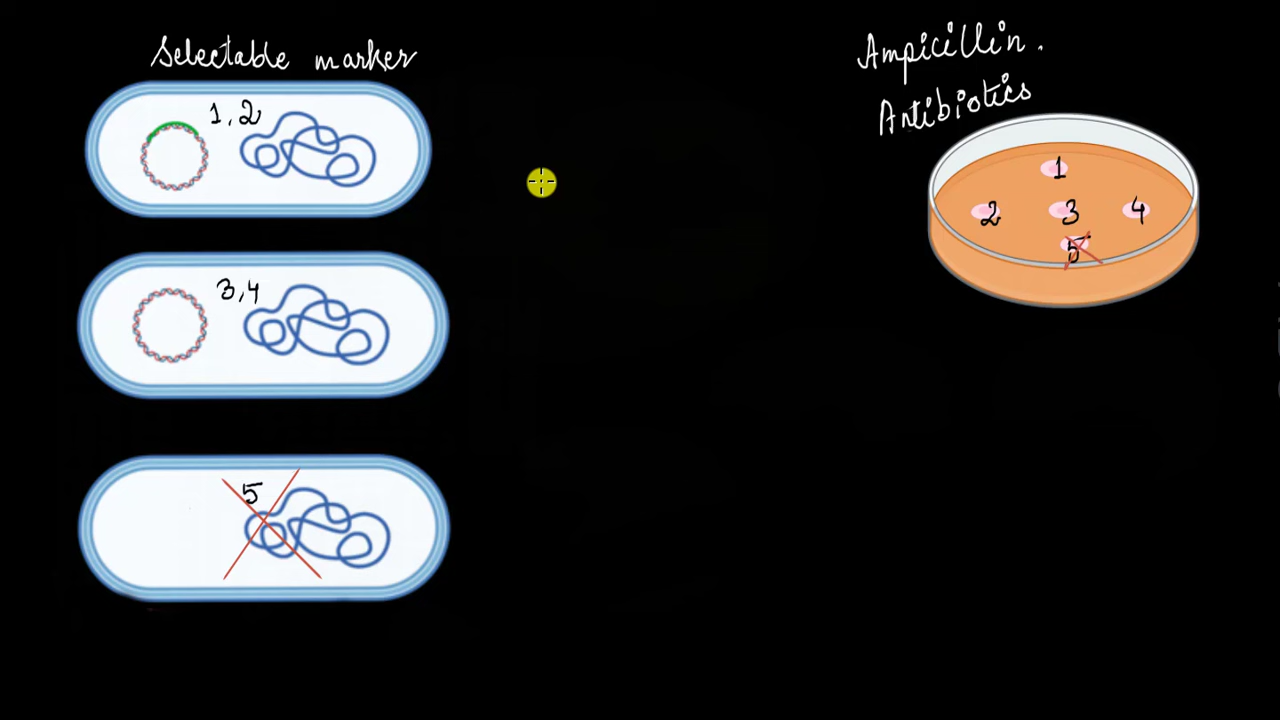 Selectable marker
1,2
3,4
5
Ampicillin.
Antibiotics
1
2 3 4
5